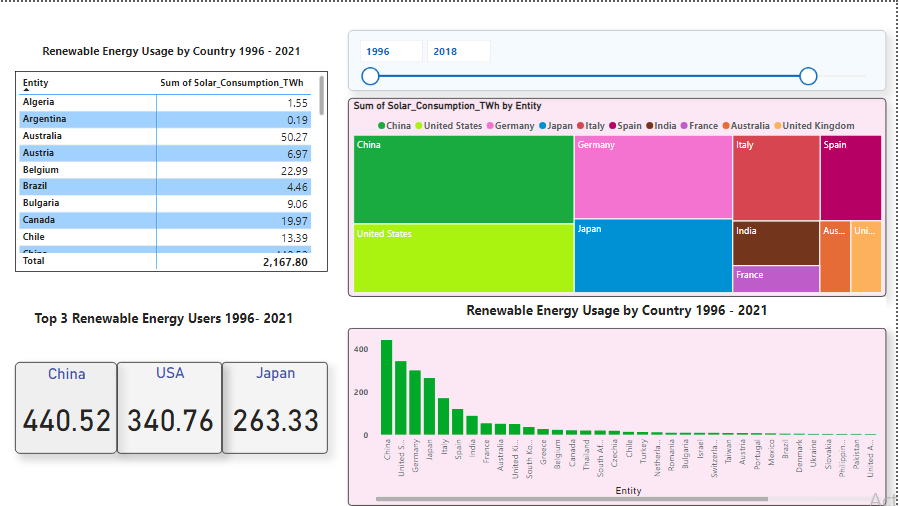 Renewable Energy Usage by Country 1996 - 2021
Entity Sum of Solar_Consumption_TWh
Algeria 1.55
Argentina 0.19
Australia 50.27
Austria 6.97
Belgium 22.99
Brazil 4.46
Bulgaria 9.06
Canada 19.97
Chile 13.39
Total 2,167.80
Top 3 Renewable Energy Users 1996- 2021
China USA Japan
440.52 340.76 263.33
1996 2018
Sum of Solar_Consumption_TWh by Entity
China United States Germany Japan Italy Spain India France Australia United Kingdom
China Germany Italy Spain
United States Japan India Aus... Uni...
France
Renewable Energy Usage by Country 1996 - 2021
400
200
0
China
United S...
Germany
Japan
Italy
Spain
India
France
Australia
United Ki...
South Ko...
Greece
Belgium
Canada
Thailand
South Af...
Czechia
Chile
Turkey
Netherla...
Romania
Bulgaria
Israel
Switzerla...
Taiwan
Austria
Portugal
Mexico
Brazil
Denmark
Ukraine
Slovakia
Philippin...
Pakistan
United A...
Entity
Act